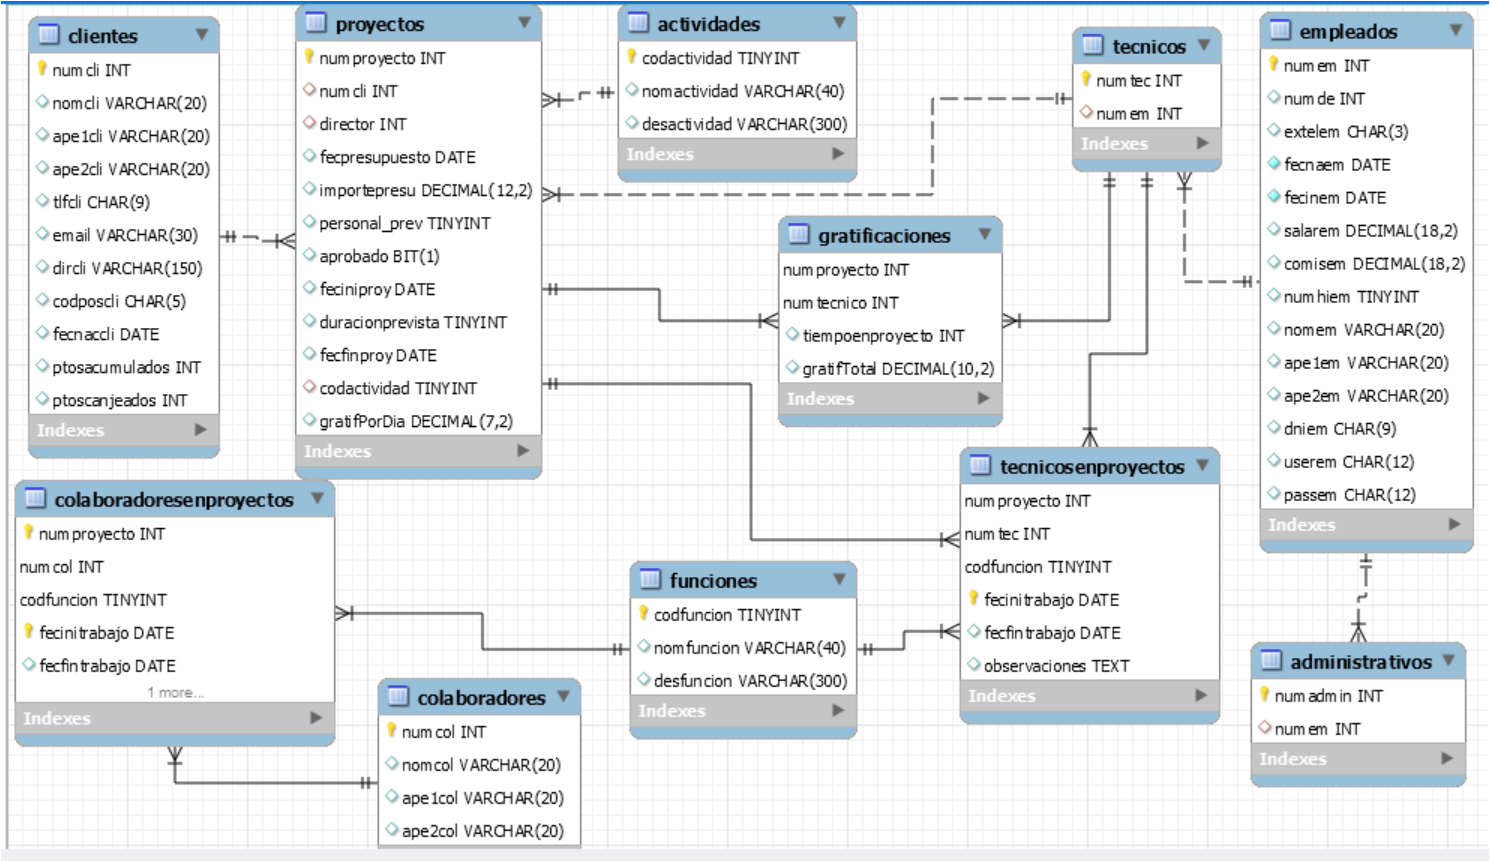 clientes
numcli INT
nomcli VARCHAR(20)
ape1cli VARCHAR(20)
ape2cli VARCHAR(20)
tlfcli CHAR(9)
email VARCHAR(30)
dircli VARCHAR(150)
codposcli CHAR(5)
fecnaccli DATE
ptosacumulados INT
ptoscanjeados INT
Indexes
proyectos
numproyecto INT
numcli INT
director INT
fecpresupuesto DATE
importepresu DECIMAL(12,2)
personal_prev TINYINT
aprobado BIT(1)
feciniproy DATE
duracionprevista TINYINT
fecfinproy DATE
codactividad TINYINT
gratifPorDia DECIMAL(7,2)
Indexes
actividades
codactividad TINYINT
nomactividad VARCHAR(40)
desactividad VARCHAR(300)
Indexes
tecnicos
numtec INT
numem INT
Indexes
empleados
numem INT
numde INT
extelem CHAR(3)
fecnaem DATE
fecinem DATE
salarem DECIMAL(18,2)
comisem DECIMAL(18,2)
numhiem TINYINT
nomem VARCHAR(20)
ape1em VARCHAR(20)
ape2em VARCHAR(20)
dniem CHAR(9)
userem CHAR(12)
passem CHAR(12)
Indexes
gratificaciones
numproyecto INT
numtecnico INT
tiempoenproyecto INT
gratifTotal DECIMAL(10,2)
Indexes
colaboradoresenproyectos
numproyecto INT
numcol INT
codfuncion TINYINT
fecinitrabajo DATE
fecfintrabajo DATE
1 more...
Indexes
funciones
codfuncion TINYINT
nomfuncion VARCHAR(40)
desfuncion VARCHAR(300)
Indexes
tecnicosenproyectos
numproyecto INT
numtec INT
codfuncion TINYINT
fecinitrabajo DATE
fecfintrabajo DATE
observaciones TEXT
Indexes
colaboradores
numcol INT
nomcol VARCHAR(20)
ape1col VARCHAR(20)
ape2col VARCHAR(20)
administrativos
numadmin INT
numem INT
Indexes